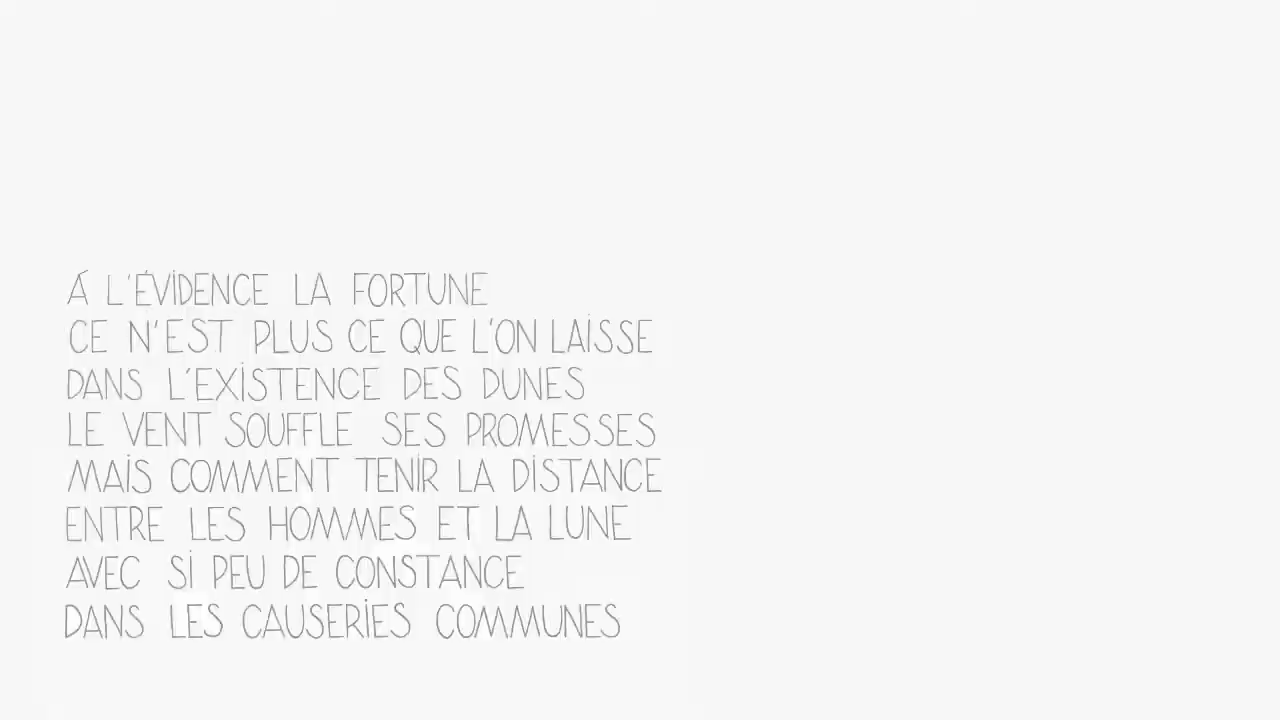 Á L'ÉVIDENCE LA FORTUNE
CE N'EST PLUS CE QUE L'ON LAISSE
DANS L'EXISTENCE DES DUNES
LE VENT SOUFFLE SES PROMESSES
MAIS COMMENT TENIR LA DISTANCE
ENTRE LES HOMMES ET LA LUNE
AVEC SI PEU DE CONSTANCE
DANS LES CAUSERIES COMMUNES